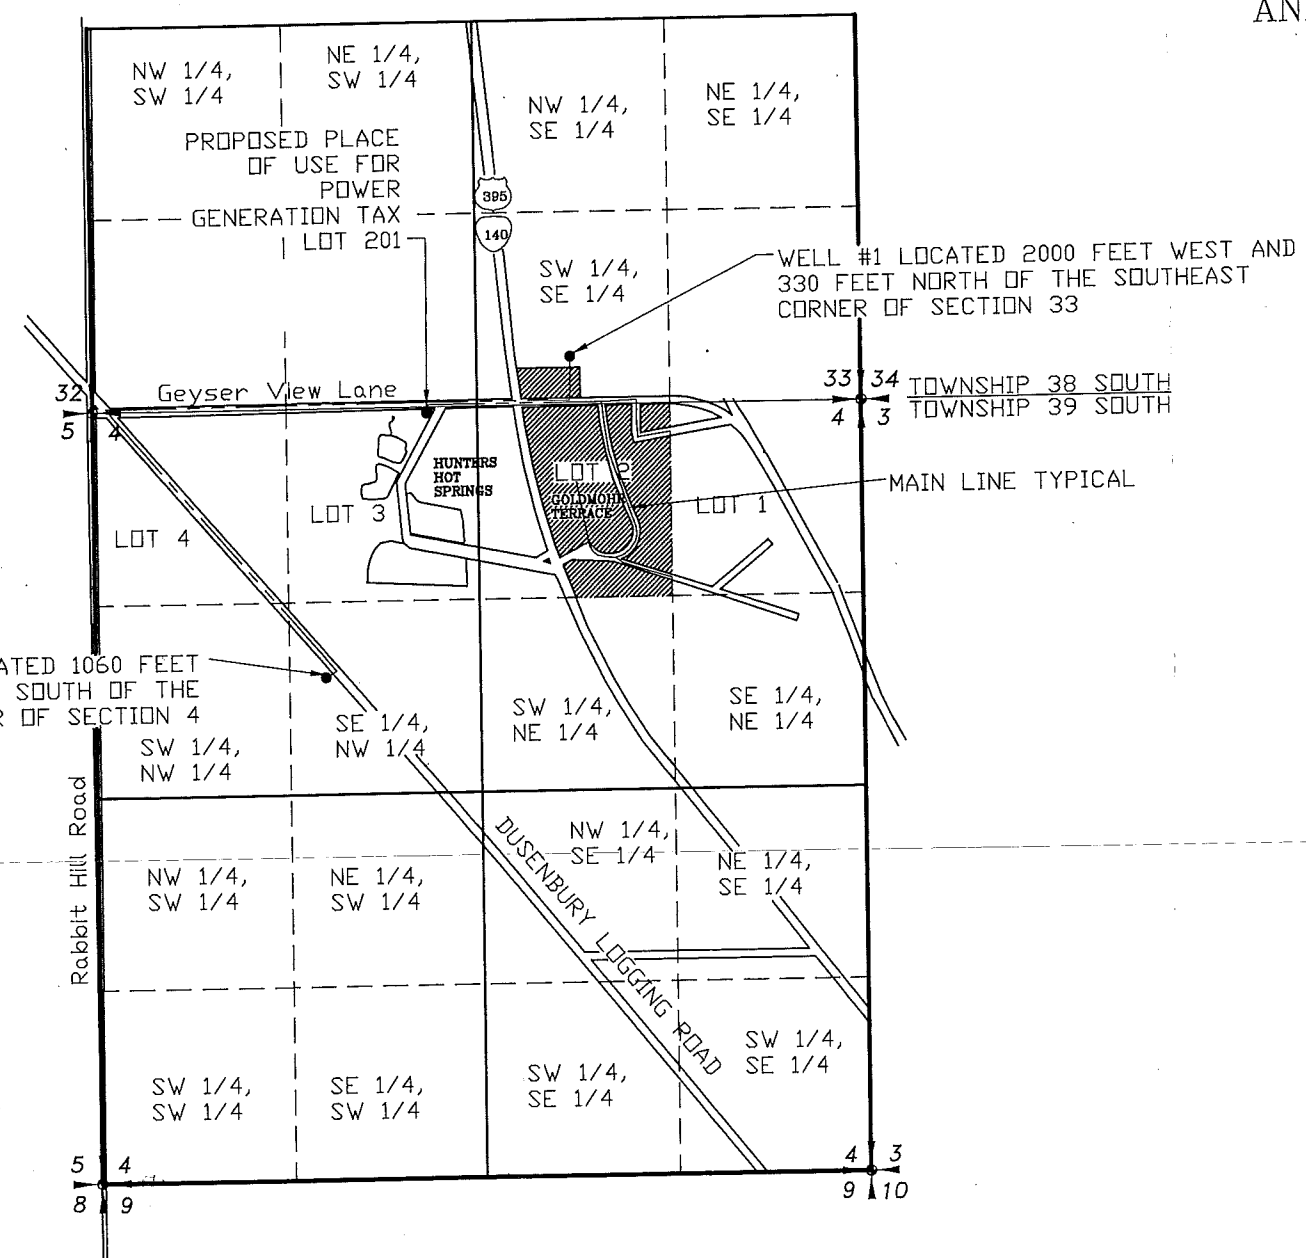 AN
NW 1/4,
SW 1/4
NE 1/4,
SW 1/4
NW 1/4,
SE 1/4
NE 1/4,
SE 1/4
PROPOSED PLACE
OF USE FOR
POWER
GENERATION TAX
LOT 201
395
140
SW 1/4,
SE 1/4
WELL #1 LOCATED 2000 FEET WEST AND
330 FEET NORTH OF THE SOUTHEAST
CORNER OF SECTION 33
32
Geyser View Lane
33 34
TOWNSHIP 38 SOUTH
5 4
4 3
TOWNSHIP 39 SOUTH
HUNTERS
HOT
SPRINGS
LOT 2
GOLDMOHR
TERRACE
MAIN LINE TYPICAL
LOT 4
LOT 3
LOT 1
ATED 1060 FEET
SOUTH OF THE
R OF SECTION 4
SW 1/4,
NW 1/4
SE 1/4,
NW 1/4
SW 1/4,
NE 1/4
SE 1/4,
NE 1/4
Rabbit Hill Road
NW 1/4,
SW 1/4
NE 1/4,
SW 1/4
NW 1/4,
SE 1/4
NE 1/4,
SE 1/4
DUSENBURY LOGGING ROAD
SW 1/4,
SW 1/4
SE 1/4,
SW 1/4
SW 1/4,
SE 1/4
SW 1/4,
SE 1/4
5 4
8 9
4 3
9 10